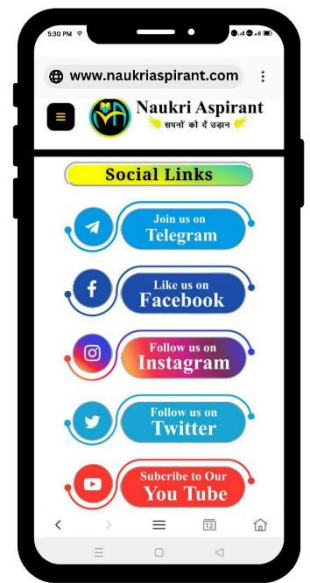 5:30 PM
www.naukriaspirant.com
Naukri Aspirant
सपनों को दें उड़ान
Social Links
Join us on
Telegram
Like us on
Facebook
Follow us on
Instagram
Follow us on
Twitter
Subcribe to Our
You Tube
12